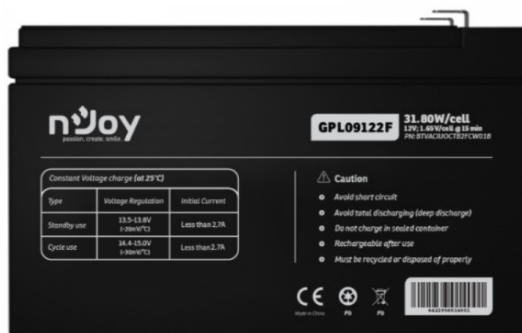 nJoy
passion. create. smile.
GPL09122F
31.80W/cell
12V; 1.65V/cell @ 15 min
PN: BTVACIUOCTB2FCW01B
Constant Voltage charge (at 25°C)
Type Voltage Regulation Initial Current
Standby use 13.5-13.8V (-20mV/°C) Less than 2.7A
Cycle use 14.4-15.0V (-30mV/°C) Less than 2.7A
Caution
Avoid short circuit
Avoid total discharging (deep discharge)
Do not charge in sealed container
Rechargeable after use
Must be recycled or disposed of properly
CE
Made in China Pb Pb